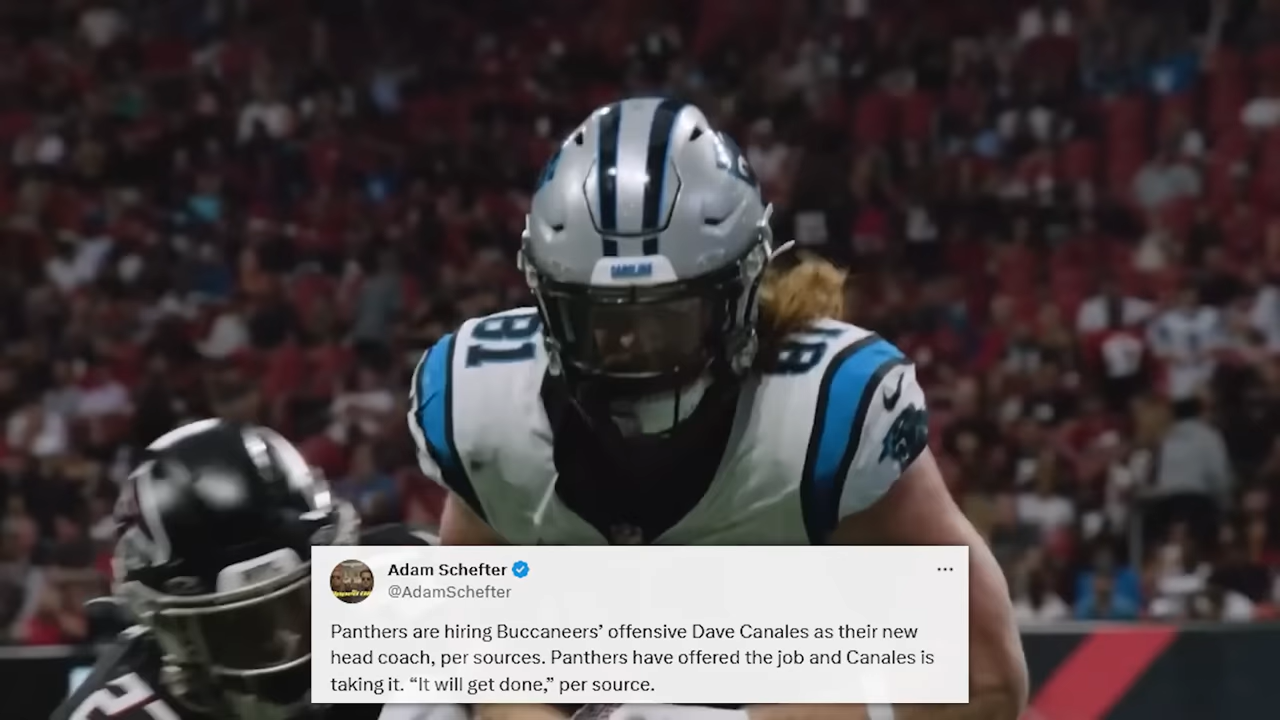 CAROLINA
81
81
Adam Schefter
@AdamSchefter
Panthers are hiring Buccaneers’ offensive Dave Canales as their new
head coach, per sources. Panthers have offered the job and Canales is
taking it. “It will get done,” per source.